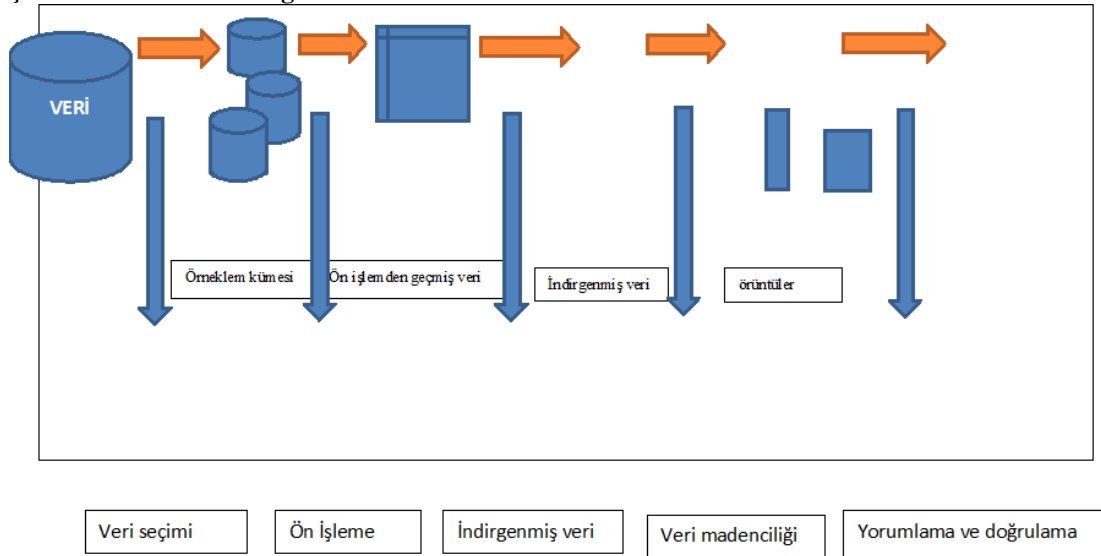 VERİ
Örneklem kümesi
Ön işlemden geçmiş veri
İndirgenmiş veri
örüntüler
Veri seçimi
Ön İşleme
İndirgenmiş veri
Veri madenciliği
Yorumlama ve doğrulama